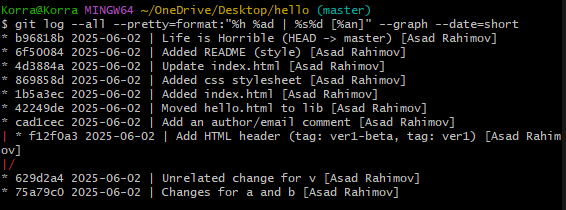 Korra@Korra MINGW64 ~/OneDrive/Desktop/hello (master)
$ git log --all --pretty=format:"%h %ad | %s%d [%an]" --graph --date=short
* b96818b 2025-06-02 | Life is Horrible (HEAD -> master) [Asad Rahimov]
* 6f50084 2025-06-02 | Added README (style) [Asad Rahimov]
* 4d3884a 2025-06-02 | Update index.html [Asad Rahimov]
* 869858d 2025-06-02 | Added css stylesheet [Asad Rahimov]
* 1b5a3ec 2025-06-02 | Added index.html [Asad Rahimov]
* 42249de 2025-06-02 | Moved hello.html to lib [Asad Rahimov]
* cad1cec 2025-06-02 | Add an author/email comment [Asad Rahimov]
| * f12f0a3 2025-06-02 | Add HTML header (tag: ver1-beta, tag: ver1) [Asad Rahim
ov]
|/
* 629d2a4 2025-06-02 | Unrelated change for v [Asad Rahimov]
* 75a79c0 2025-06-02 | Changes for a and b [Asad Rahimov]